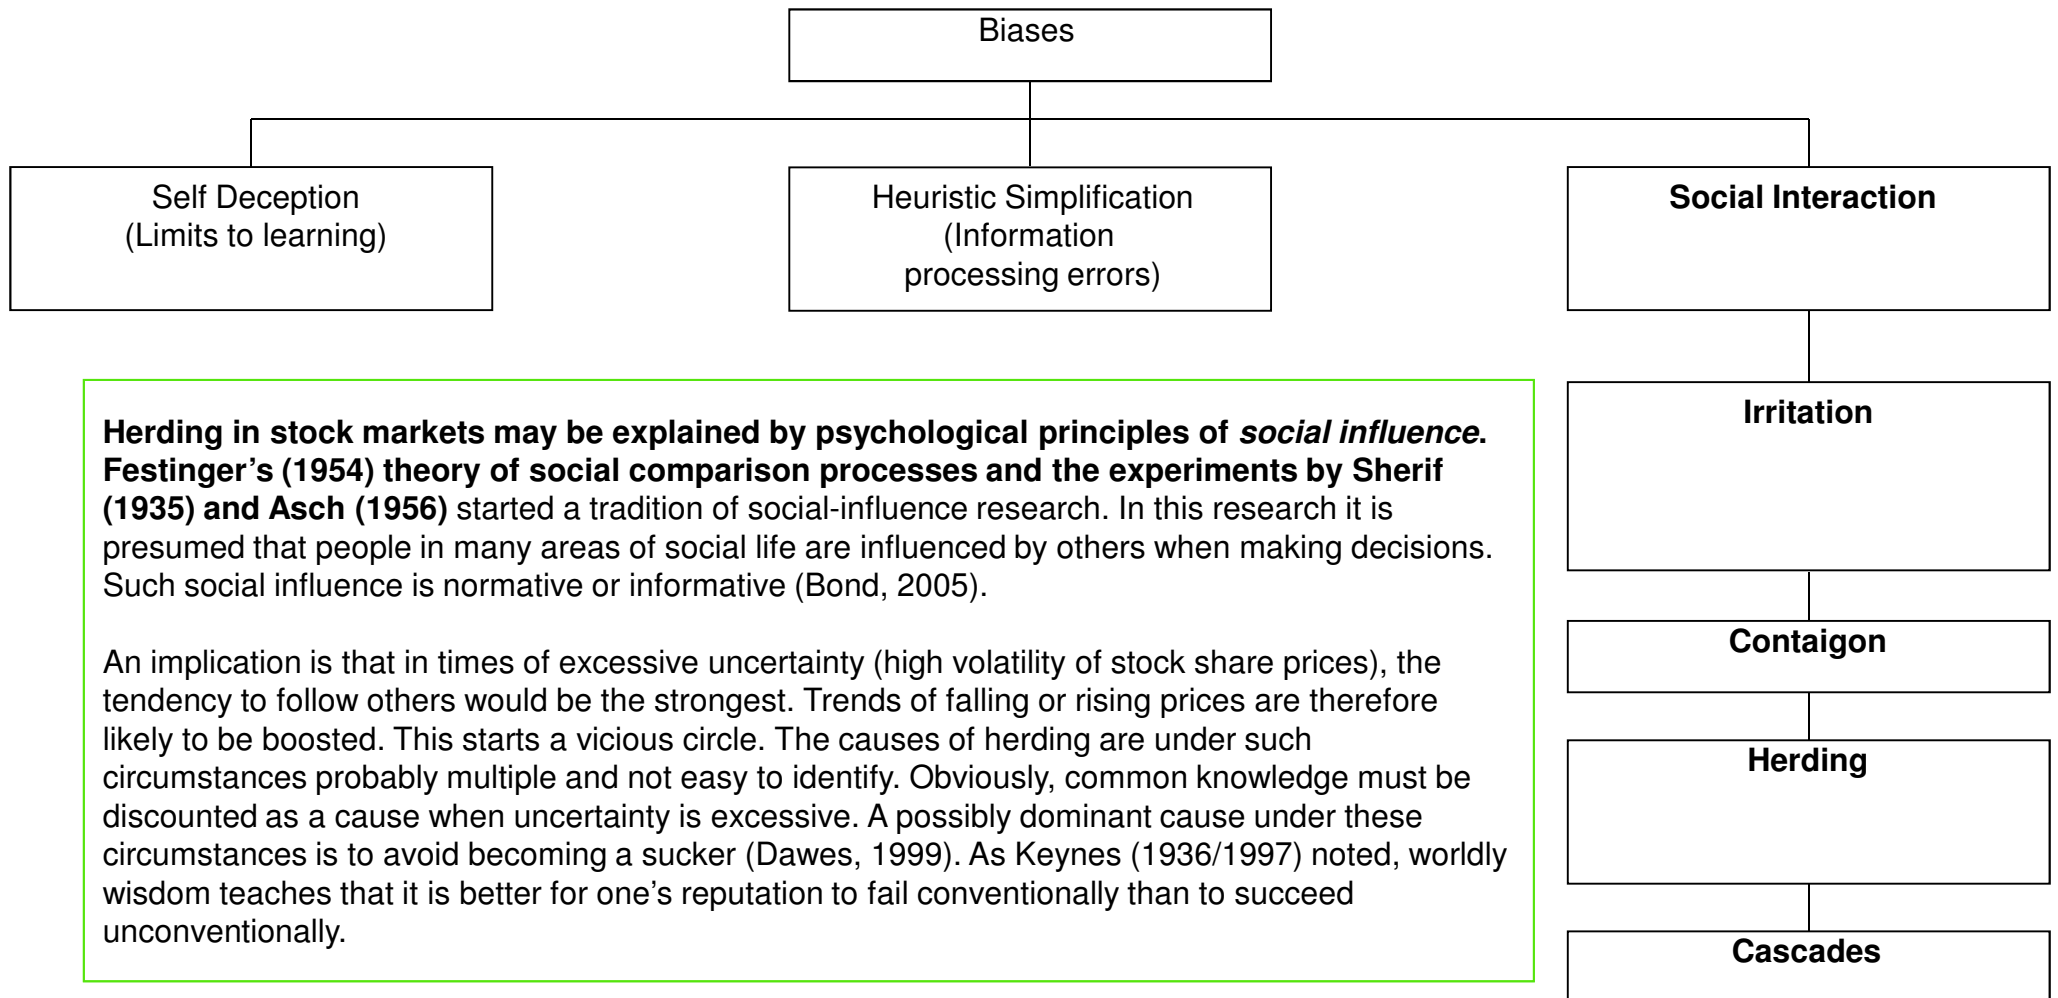 Biases
Self Deception
(Limits to learning)
Heuristic Simplification
(Information
processing errors)
Social Interaction
Herding in stock markets may be explained by psychological principles of social influence.
Festinger’s (1954) theory of social comparison processes and the experiments by Sherif
(1935) and Asch (1956) started a tradition of social-influence research. In this research it is
presumed that people in many areas of social life are influenced by others when making decisions.
Such social influence is normative or informative (Bond, 2005).
An implication is that in times of excessive uncertainty (high volatility of stock share prices), the
tendency to follow others would be the strongest. Trends of falling or rising prices are therefore
likely to be boosted. This starts a vicious circle. The causes of herding are under such
circumstances probably multiple and not easy to identify. Obviously, common knowledge must be
discounted as a cause when uncertainty is excessive. A possibly dominant cause under these
circumstances is to avoid becoming a sucker (Dawes, 1999). As Keynes (1936/1997) noted, worldly
wisdom teaches that it is better for one’s reputation to fail conventionally than to succeed
unconventionally.
Irritation
Contaigon
Herding
Cascades